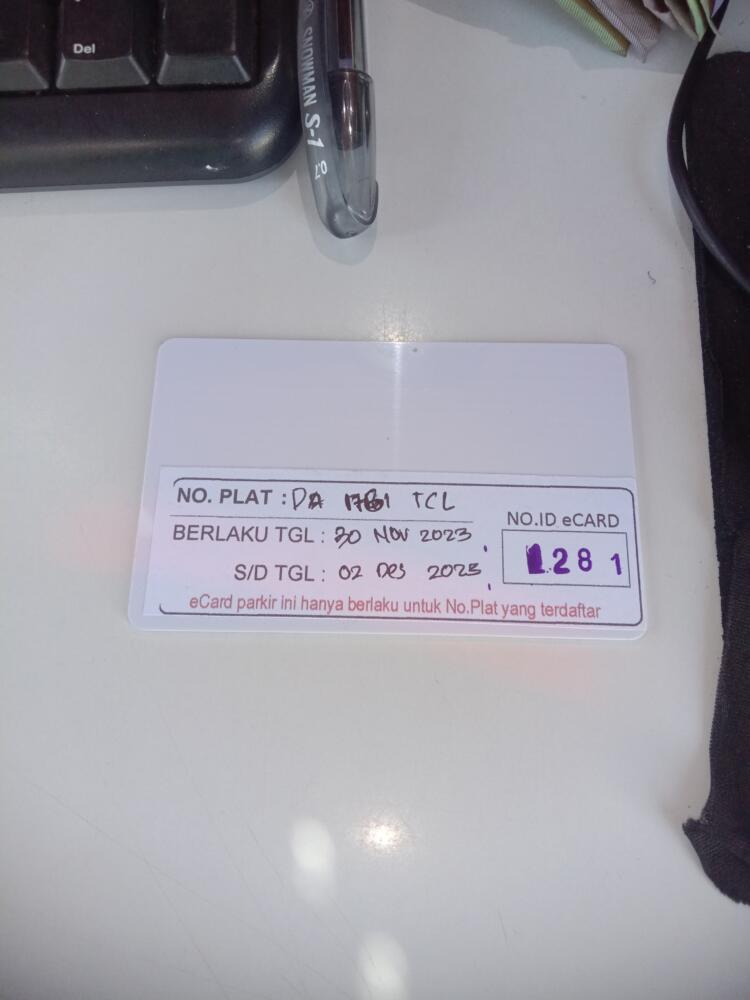 Del
SNOWMAN S-1
NO. PLAT : DA TCL
BERLAKU TGL : 30 NOV 2023
S/D TGL : 02 Des 2023
NO.ID eCARD
1281
eCard parkir ini hanya berlaku untuk No.Plat yang terdaftar